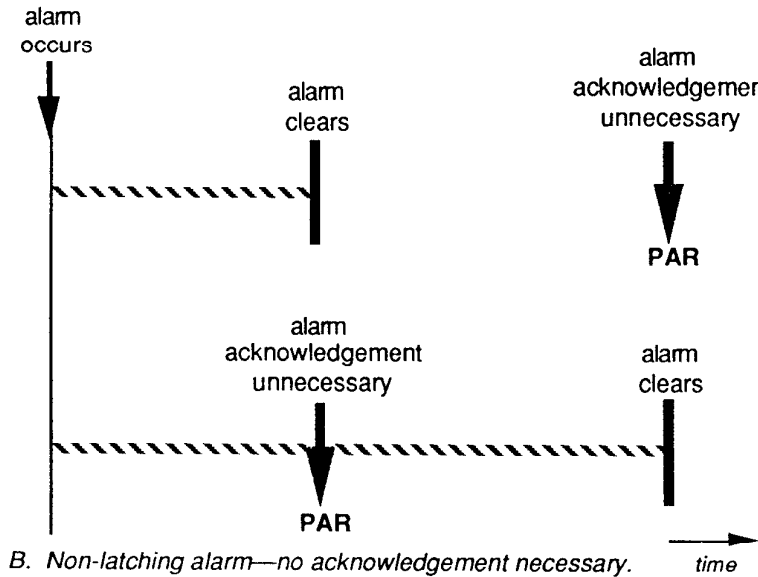 alarm
occurs
alarm
clears
alarm
acknowledgemer
unnecessary
PAR
alarm
acknowledgement
unnecessary
alarm
clears
PAR
B. Non-latching alarm—no acknowledgement necessary.
time